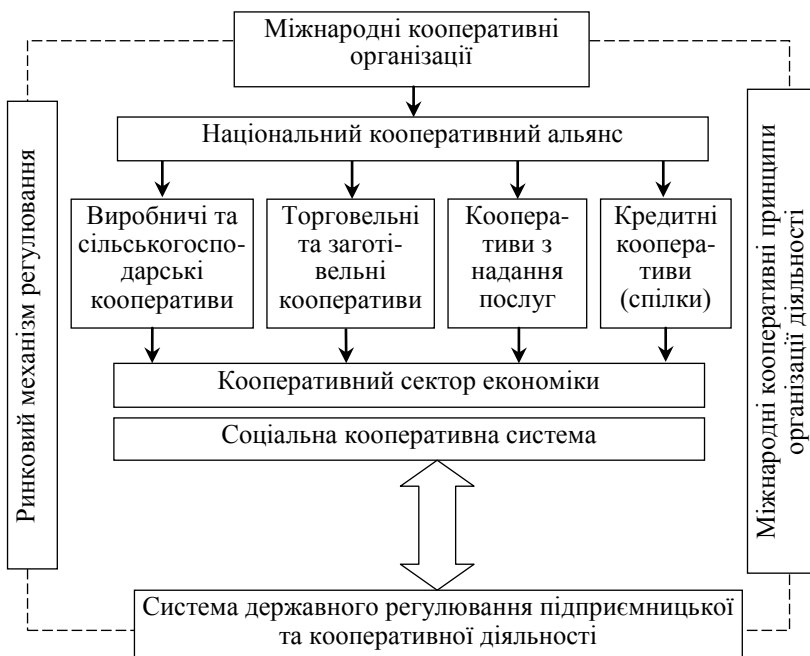 Міжнародні кооперативні
організації
Ринковий механізм регулювання
Національний кооперативний альянс
Виробничі та
сільськогоспо-
дарські
кооперативи
Торговельні
та заготі-
вельні
кооперативи
Коопера-
тиви з
надання
послуг
Кредитні
коопера-
тиви
(спілки)
Кооперативний сектор економіки
Соціальна кооперативна система
Міжнародні кооперативні принципи
організації діяльності
Система державного регулювання підприємницької
та кооперативної діяльності